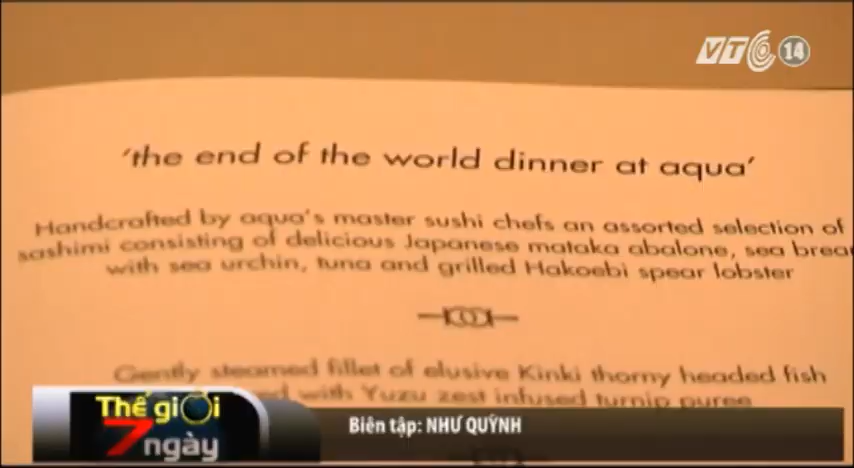 VTC 14
'the end of the world dinner at aqua'
Handcrafted by aqua's master sushi chefs an assorted selection of
sashimi consisting of delicious Japanese mataka abalone, sea brea
with sea urchin, tuna and grilled Hakoebi spear lobster
Gently steamed fillet of elusive Kinki thorny headed fish
with Yuzu zest infused turnip puree
Thế giới
7 ngày
Biên tập: NHƯ QUỲNH